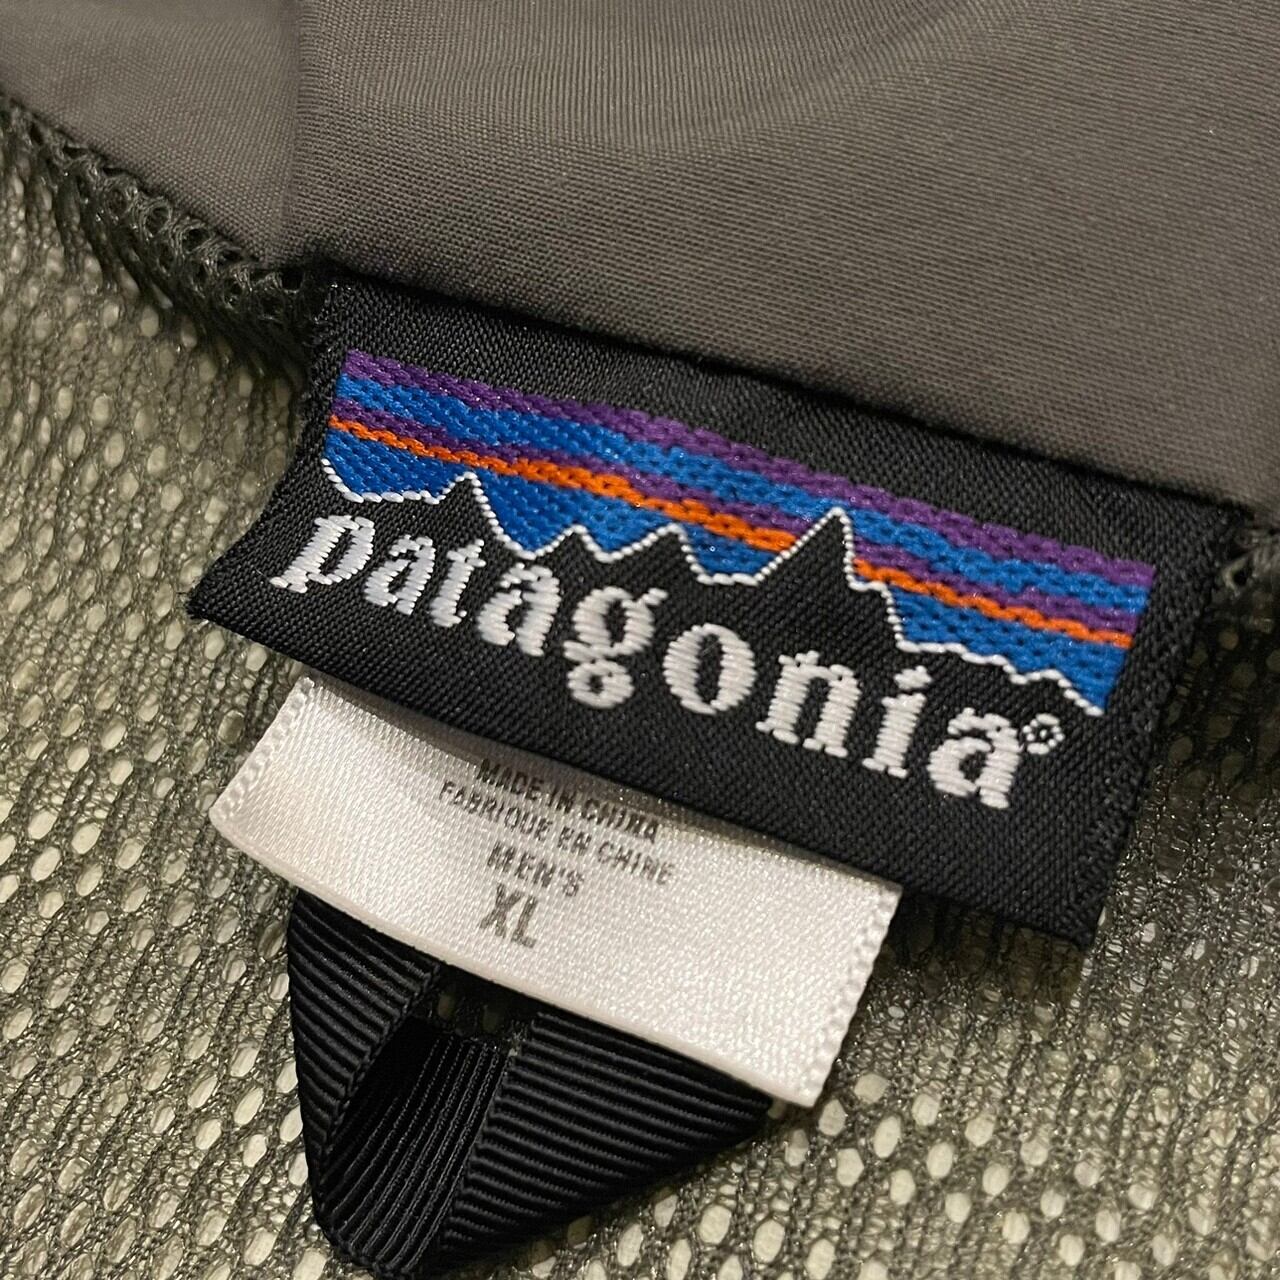 patagonia®
MADE IN CHINA
FABRIQUE EN CHINE
MEN'S
XL